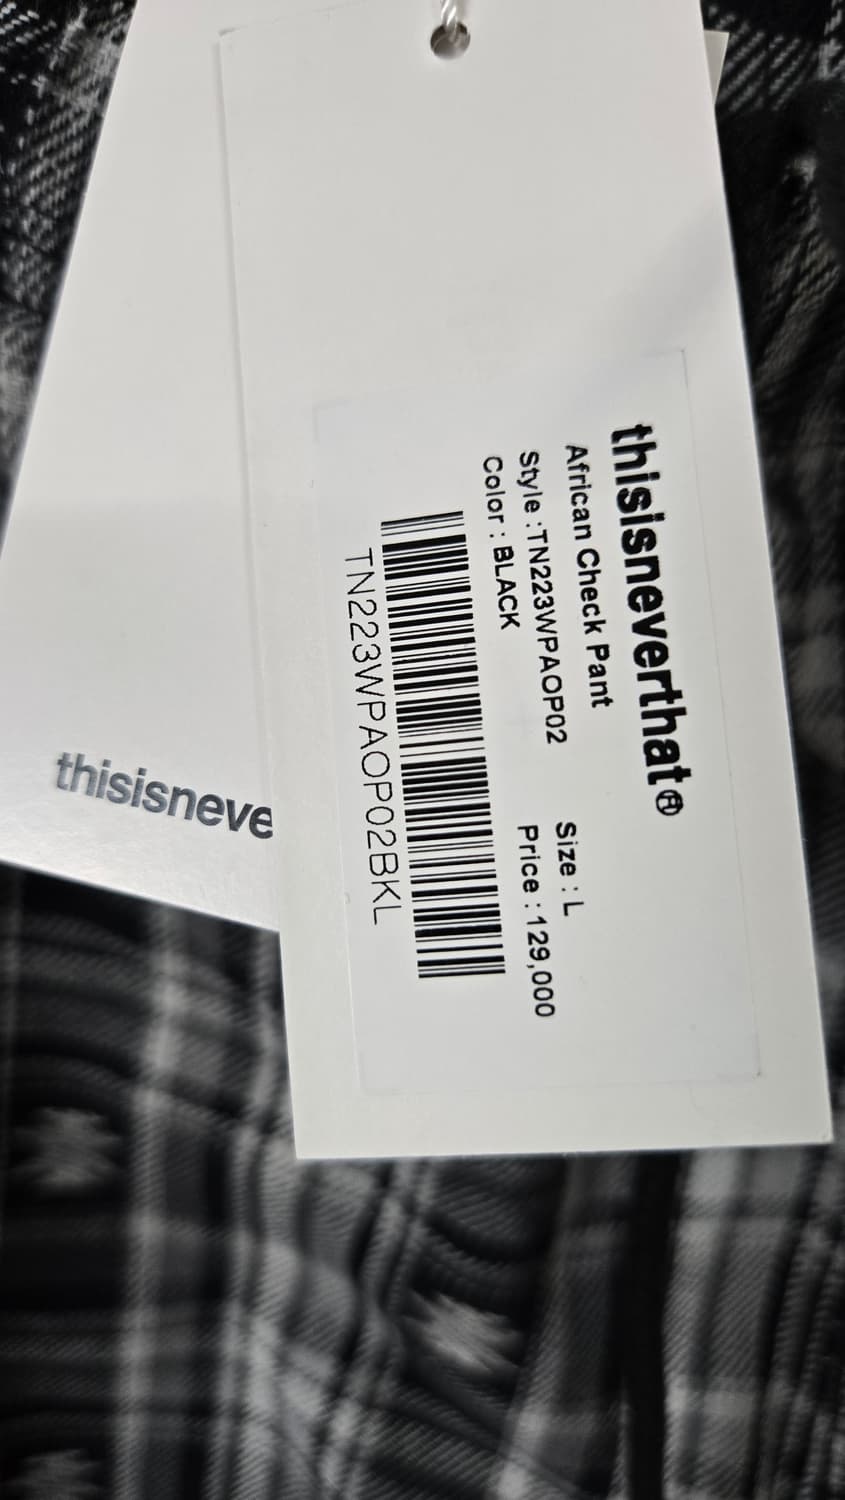 thisisneverthat®
African Check Pant
Style :TN223WPAOP02
Size : L
Color : BLACK
Price : 129,000
TN223WPAOP02BKL
thisisneve